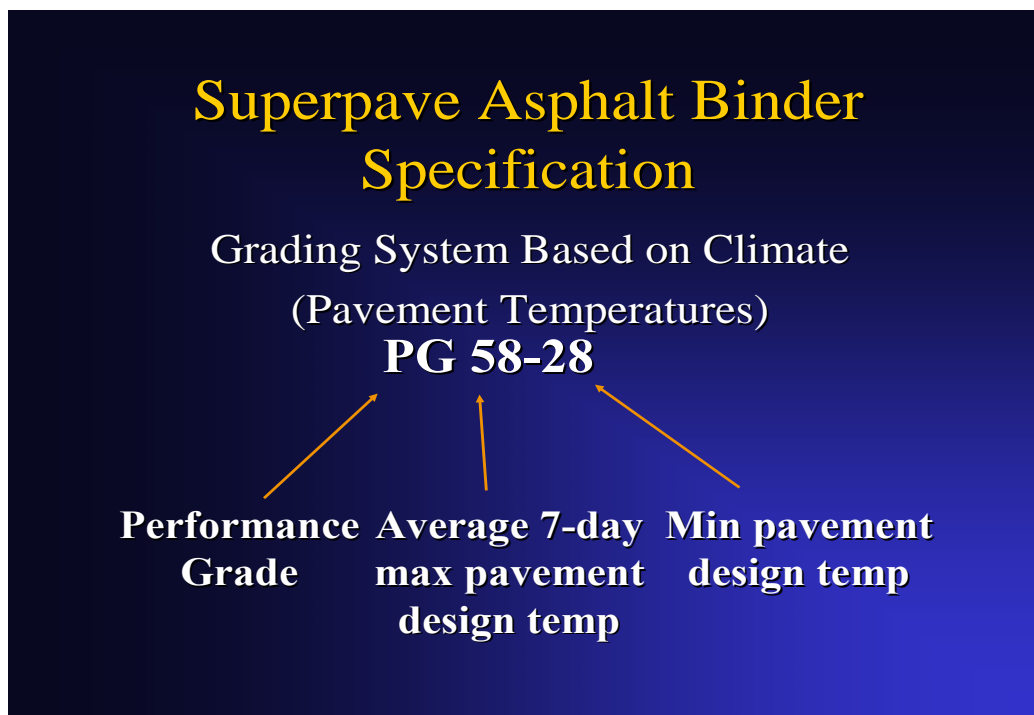 Superpave Asphalt Binder
Specification
Grading System Based on Climate
(Pavement Temperatures)
PG 58-28
Performance
Grade
Average 7-day
max pavement
design temp
Min pavement
design temp